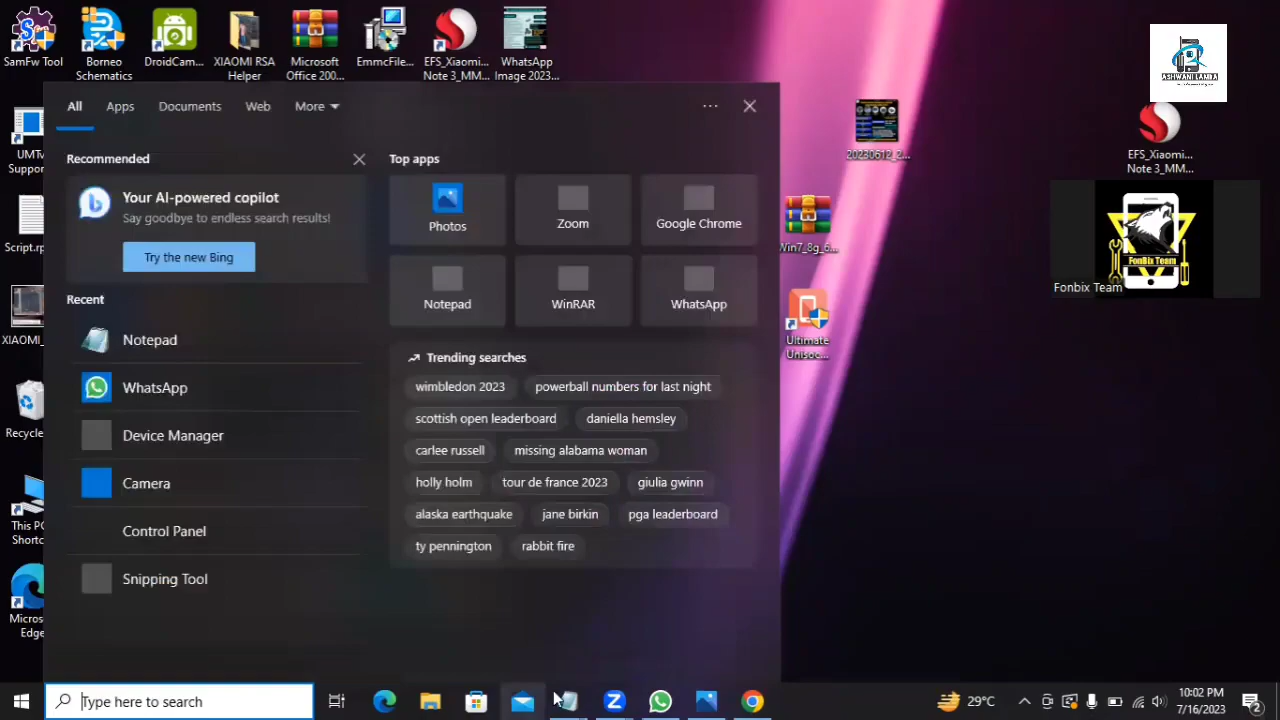 SamFw Tool
Borneo
Schematics
DroidCam...
XIAOMI RSA
Helper
Microsoft
Office 200...
EmmcFile...
EFS_Xiaomi...
Note 3_MM...
WhatsApp
Image 2023...
ASHWANI LAMBA
All
Apps
Documents
Web
More
Recommended
Your AI-powered copilot
Say goodbye to endless search results!
Try the new Bing
Recent
Notepad
WhatsApp
Device Manager
Camera
Control Panel
Snipping Tool
Top apps
Photos
Zoom
Google Chrome
Notepad
WinRAR
WhatsApp
Trending searches
wimbledon 2023
powerball numbers for last night
scottish open leaderboard
daniella hemsley
carlee russell
missing alabama woman
holly holm
tour de france 2023
giulia gwinn
alaska earthquake
jane birkin
pga leaderboard
ty pennington
rabbit fire
UMTv
Support
Script.rp
XIAOMI_
Recycle
This PC
Shortc
Micros
Edge
20230612_2...
Win7_8g_6...
Ultimate
Unisoc...
EFS_Xiaomi...
Note 3_MM...
FonBix Team
Fonbix Team
Type here to search
29°C
10:02 PM
7/16/2023
2